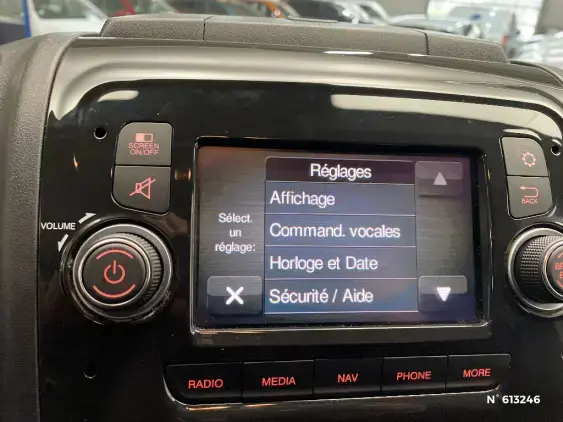 SCREEN
ON/OFF
VOLUME
Réglages
Sélect.
un
réglage:
Affichage
Command. vocales
Horloge et Date
Sécurité / Aide
BACK
RADIO
MEDIA
NAV
PHONE
MORE
N° 613246